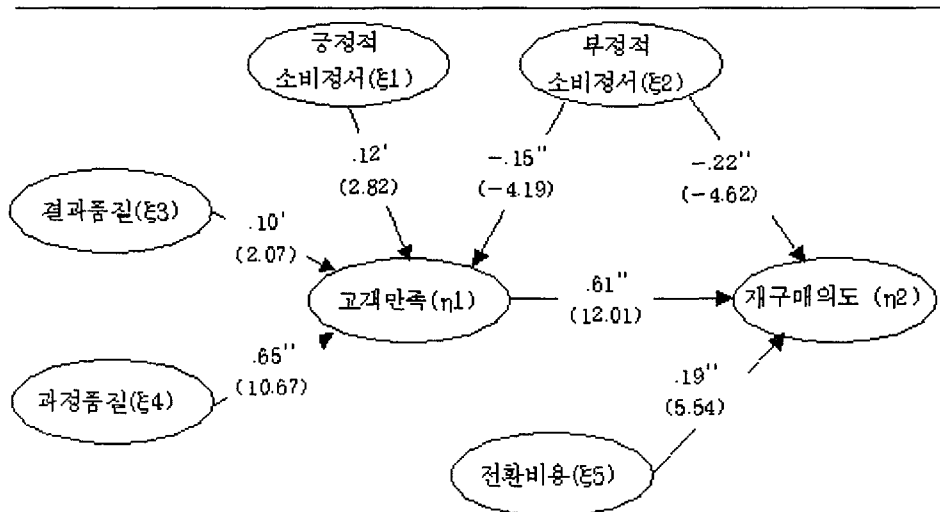 긍정적
소비정서(ξ1)
부정적
소비정서(ξ2)
.12'
(2.82)
-.15''
(-4.19)
-.22''
(-4.62)
결과품질(ξ3)
.10'
(2.07)
고객만족(η1)
.61''
(12.01)
재구매의도 (η2)
.65''
(10.67)
과정품질(ξ4)
.19''
(5.54)
전환비용(ξ5)